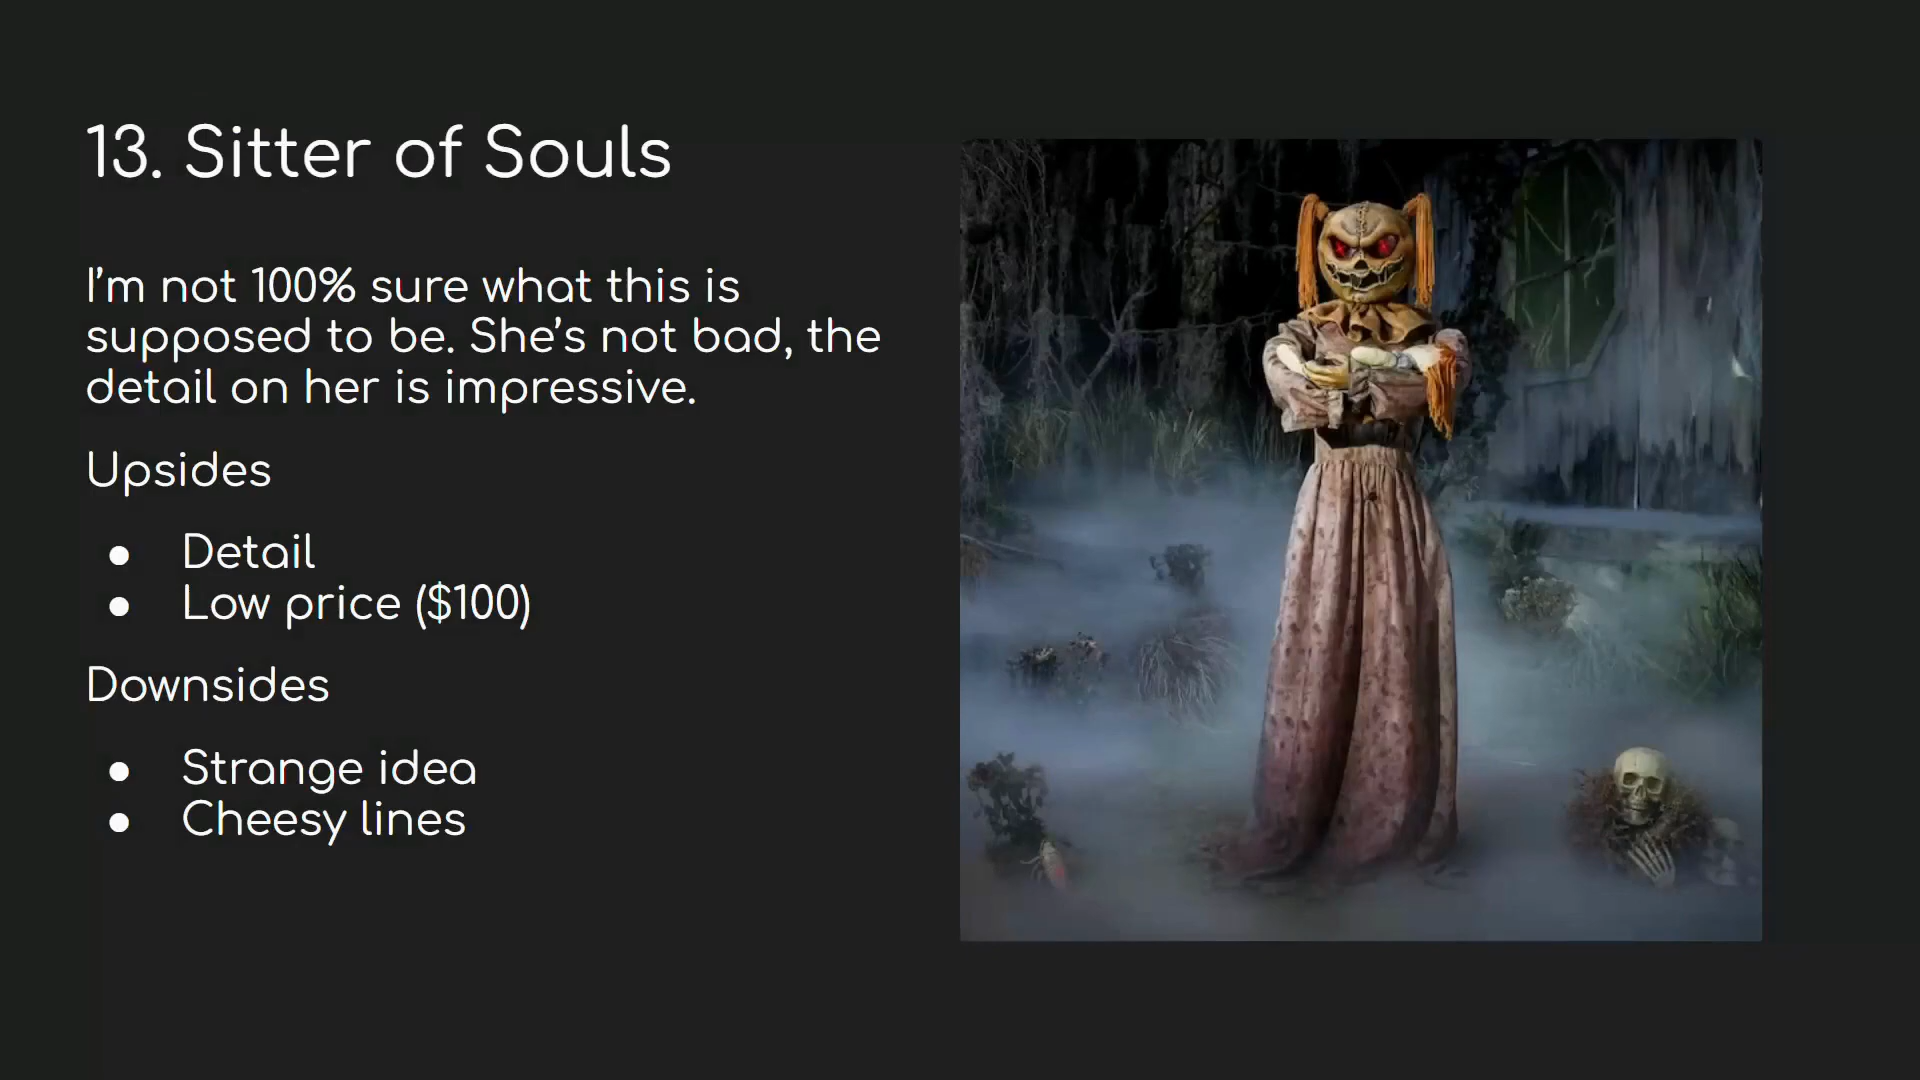 13. Sitter of Souls
I’m not 100% sure what this is
supposed to be. She’s not bad, the
detail on her is impressive.
Upsides
● Detail
● Low price ($100)
Downsides
● Strange idea
● Cheesy lines